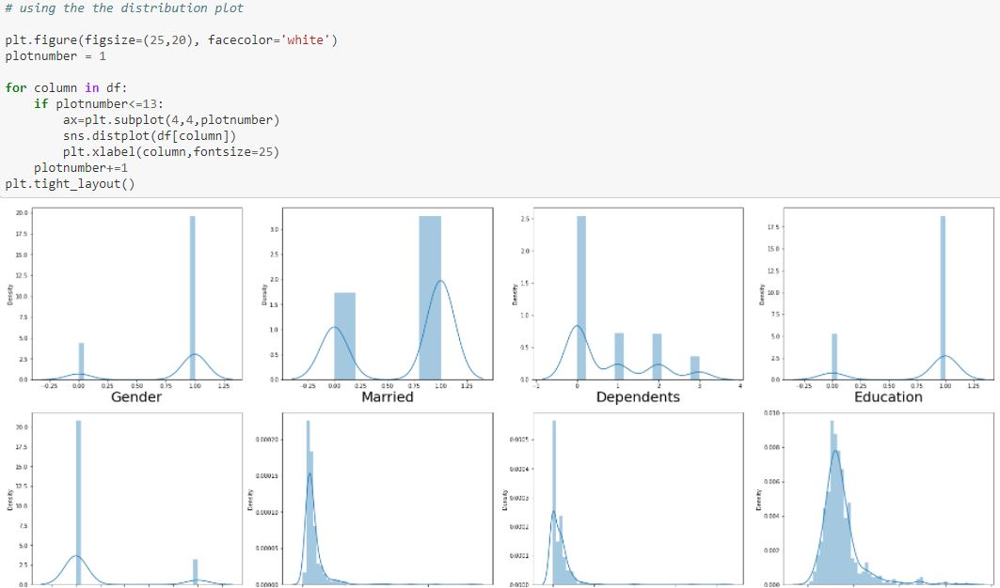 # using the the distribution plot
plt.figure(figsize=(25,20), facecolor='white')
plotnumber = 1
for column in df:
if plotnumber<=13:
ax=plt.subplot(4,4,plotnumber)
sns.distplot(df[column])
plt.xlabel(column,fontsize=25)
plotnumber+=1
plt.tight_layout()
20.0
17.5
15.0
12.5
10.0
7.5
5.0
2.5
0.0
Density
-0.25 0.00 0.25 0.50 0.75 1.00 1.25
Gender
3.0
2.5
2.0
1.5
1.0
0.5
0.0
Density
-0.25 0.00 0.25 0.50 0.75 1.00 1.25
Married
2.5
2.0
1.5
1.0
0.5
0.0
Density
-1 0 1 2 3 4
Dependents
17.5
15.0
12.5
10.0
7.5
5.0
2.5
0.0
Density
-0.25 0.00 0.25 0.50 0.75 1.00 1.25
Education
20.0
17.5
15.0
12.5
10.0
7.5
5.0
2.5
Density
0.00020
0.00015
0.00010
0.00005
0.00000
Density
0.0005
0.0004
0.0003
0.0002
0.0001
0.0000
Density
0.010
0.008
0.006
0.004
0.002
Density